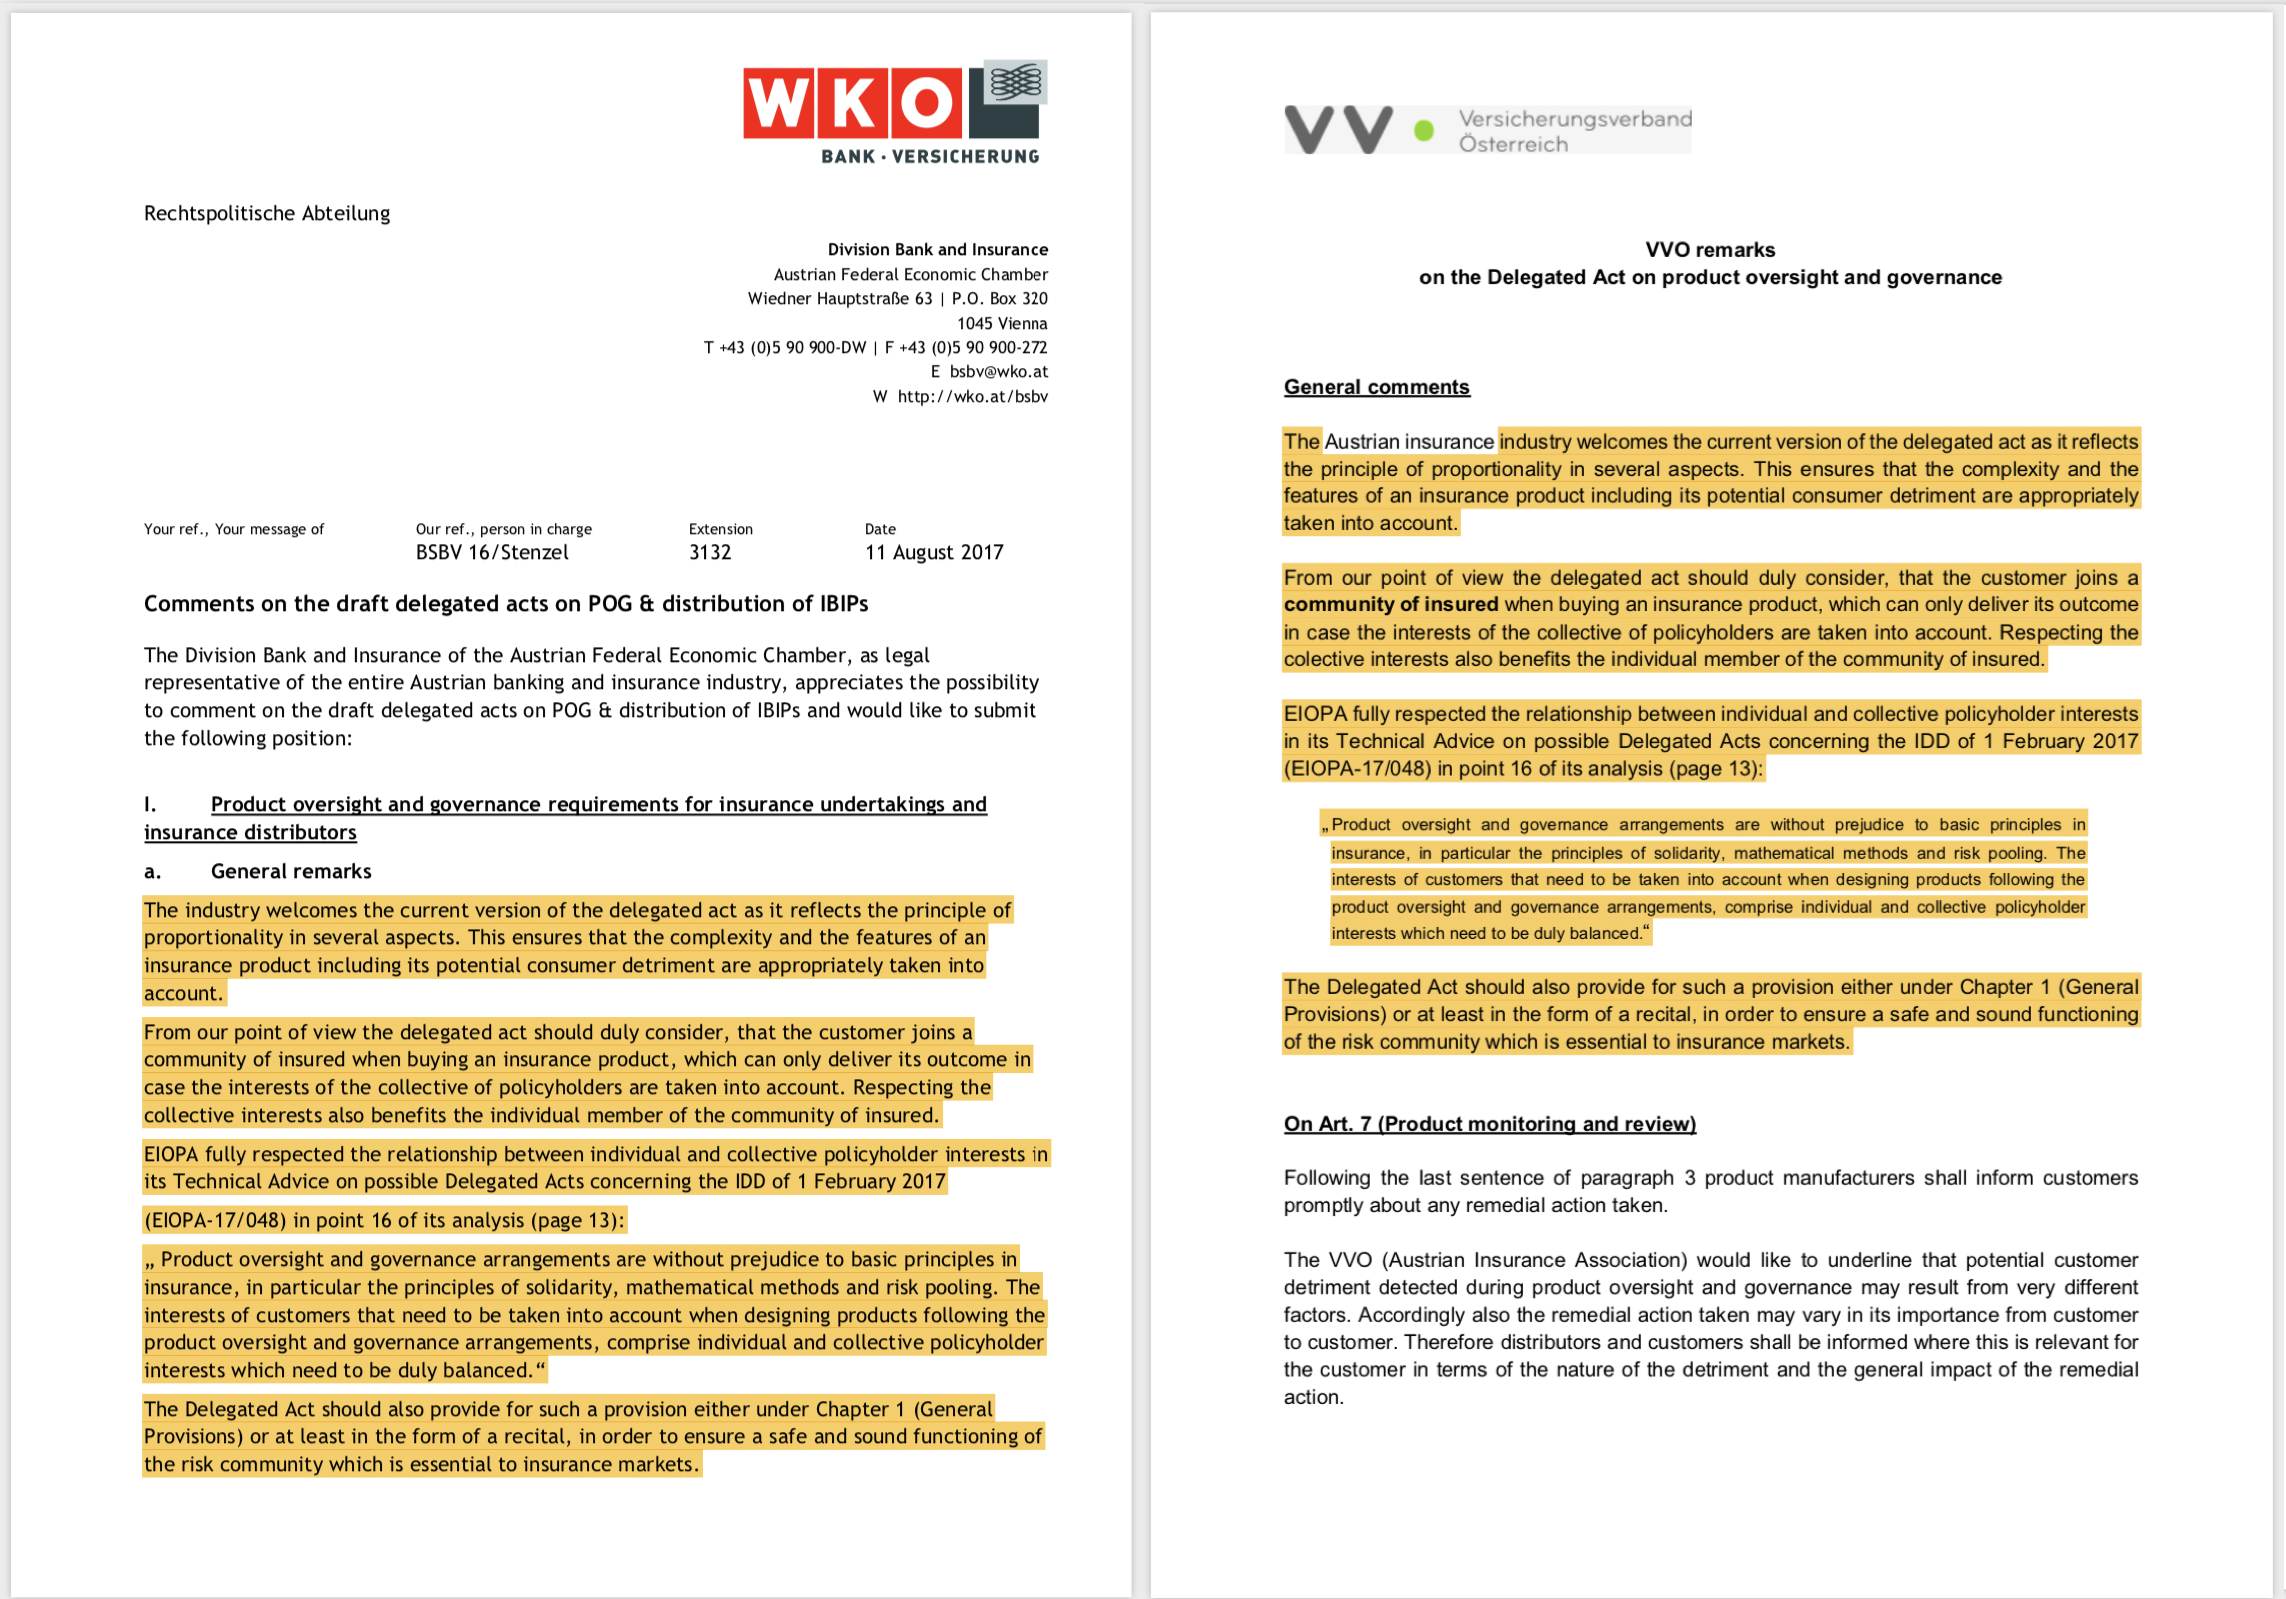 WKO
BANK · VERSICHERUNG
Rechtspolitische Abteilung
Division Bank and Insurance
Austrian Federal Economic Chamber
Wiedner Hauptstraße 63 | P.O. Box 320
1045 Vienna
T +43 (0)5 90 900-DW | F +43 (0)5 90 900-272
E bsbv@wko.at
W http://wko.at/bsbv
Your ref., Your message of Our ref., person in charge Extension Date
BSBV 16/Stenzel 3132 11 August 2017
Comments on the draft delegated acts on POG & distribution of IBIPs
The Division Bank and Insurance of the Austrian Federal Economic Chamber, as legal
representative of the entire Austrian banking and insurance industry, appreciates the possibility
to comment on the draft delegated acts on POG & distribution of IBIPs and would like to submit
the following position:
I. Product oversight and governance requirements for insurance undertakings and
insurance distributors
a. General remarks
The industry welcomes the current version of the delegated act as it reflects the principle of
proportionality in several aspects. This ensures that the complexity and the features of an
insurance product including its potential consumer detriment are appropriately taken into
account.
From our point of view the delegated act should duly consider, that the customer joins a
community of insured when buying an insurance product, which can only deliver its outcome in
case the interests of the collective of policyholders are taken into account. Respecting the
collective interests also benefits the individual member of the community of insured.
EIOPA fully respected the relationship between individual and collective policyholder interests in
its Technical Advice on possible Delegated Acts concerning the IDD of 1 February 2017
(EIOPA-17/048) in point 16 of its analysis (page 13):
„ Product oversight and governance arrangements are without prejudice to basic principles in
insurance, in particular the principles of solidarity, mathematical methods and risk pooling. The
interests of customers that need to be taken into account when designing products following the
product oversight and governance arrangements, comprise individual and collective policyholder
interests which need to be duly balanced.“
The Delegated Act should also provide for such a provision either under Chapter 1 (General
Provisions) or at least in the form of a recital, in order to ensure a safe and sound functioning of
the risk community which is essential to insurance markets.
VV Versicherungsverband
Österreich
VVO remarks
on the Delegated Act on product oversight and governance
General comments
The Austrian insurance industry welcomes the current version of the delegated act as it reflects
the principle of proportionality in several aspects. This ensures that the complexity and the
features of an insurance product including its potential consumer detriment are appropriately
taken into account.
From our point of view the delegated act should duly consider, that the customer joins a
community of insured when buying an insurance product, which can only deliver its outcome
in case the interests of the collective of policyholders are taken into account. Respecting the
colective interests also benefits the individual member of the community of insured.
EIOPA fully respected the relationship between individual and collective policyholder interests
in its Technical Advice on possible Delegated Acts concerning the IDD of 1 February 2017
(EIOPA-17/048) in point 16 of its analysis (page 13):
„Product oversight and governance arrangements are without prejudice to basic principles in
insurance, in particular the principles of solidarity, mathematical methods and risk pooling. The
interests of customers that need to be taken into account when designing products following the
product oversight and governance arrangements, comprise individual and collective policyholder
interests which need to be duly balanced.“
The Delegated Act should also provide for such a provision either under Chapter 1 (General
Provisions) or at least in the form of a recital, in order to ensure a safe and sound functioning
of the risk community which is essential to insurance markets.
On Art. 7 (Product monitoring and review)
Following the last sentence of paragraph 3 product manufacturers shall inform customers
promptly about any remedial action taken.
The VVO (Austrian Insurance Association) would like to underline that potential customer
detriment detected during product oversight and governance may result from very different
factors. Accordingly also the remedial action taken may vary in its importance from customer
to customer. Therefore distributors and customers shall be informed where this is relevant for
the customer in terms of the nature of the detriment and the general impact of the remedial
action.